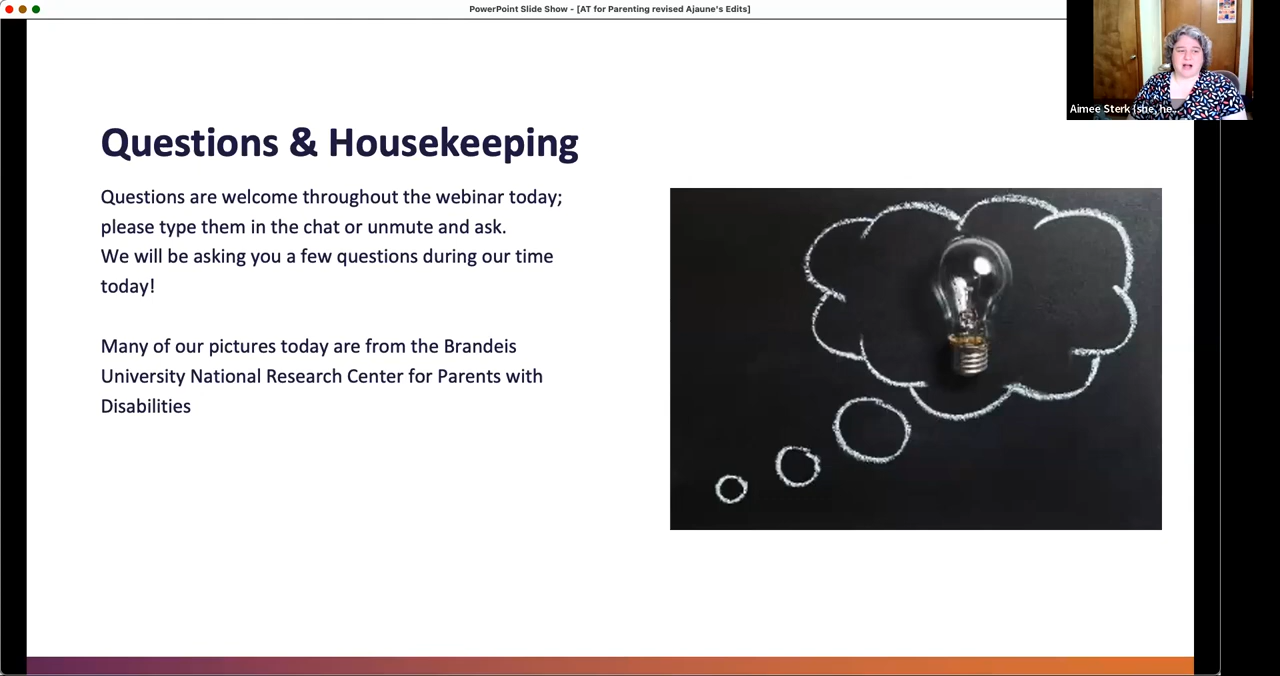 PowerPoint Slide Show - [AT for Parenting revised Ajaune's Edits]
Aimee Sterk (she, he...
Questions & Housekeeping
Questions are welcome throughout the webinar today;
please type them in the chat or unmute and ask.
We will be asking you a few questions during our time
today!
Many of our pictures today are from the Brandeis
University National Research Center for Parents with
Disabilities